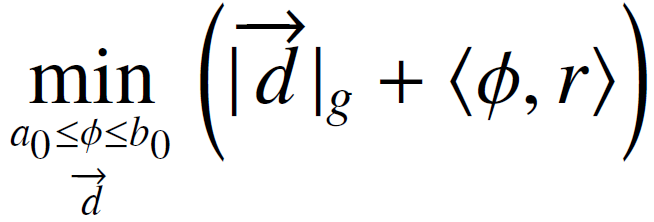 min (|d⃗|_g + ⟨ϕ, r⟩)
a₀≤ϕ≤b₀
d⃗